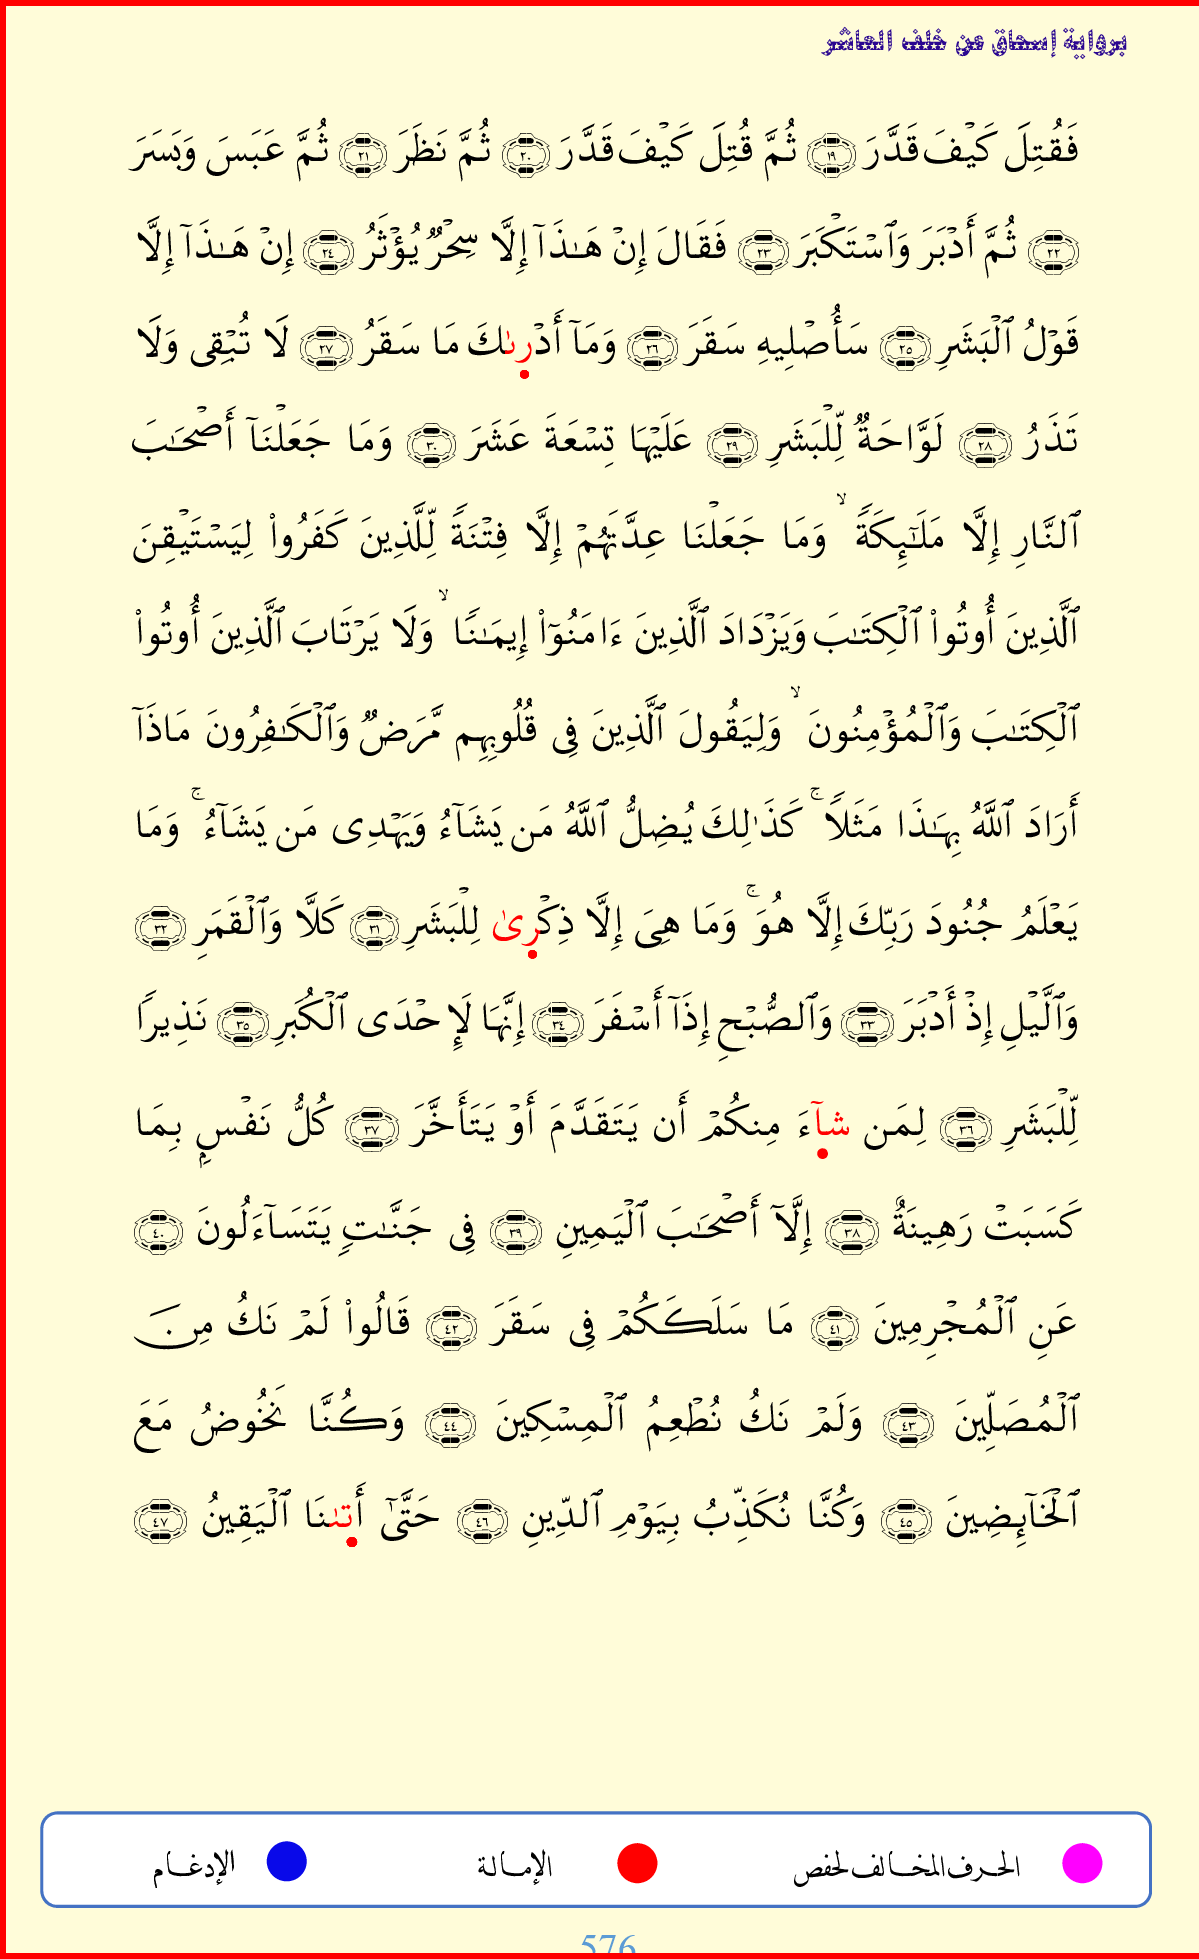 برواية إسحاق عن خلف العاشر
فَقُتِلَ كَيْفَ قَدَّرَ ١٩ ثُمَّ قُتِلَ كَيْفَ قَدَّرَ ٢٠ ثُمَّ نَظَرَ ٢١ ثُمَّ عَبَسَ وَبَسَرَ
٢٢ ثُمَّ أَدْبَرَ وَٱسْتَكْبَرَ ٢٣ فَقَالَ إِنْ هَـٰذَآ إِلَّا سِحْرٌ يُؤْثَرُ ٢٤ إِنْ هَـٰذَآ إِلَّا
قَوْلُ ٱلْبَشَرِ ٢٥ سَأُصْلِيهِ سَقَرَ ٢٦ وَمَآ أَدْرِىٰكَ مَا سَقَرُ ٢٧ لَا تُبْقِى وَلَا
تَذَرُ ٢٨ لَوَّاحَةٌ لِّلْبَشَرِ ٢٩ عَلَيْهَا تِسْعَةَ عَشَرَ ٣٠ وَمَا جَعَلْنَآ أَصْحَـٰبَ
ٱلنَّارِ إِلَّا مَلَـٰٓئِكَةً ۙ وَمَا جَعَلْنَا عِدَّتَهُمْ إِلَّا فِتْنَةً لِّلَّذِينَ كَفَرُوا۟ لِيَسْتَيْقِنَ
ٱلَّذِينَ أُوتُوا۟ ٱلْكِتَـٰبَ وَيَزْدَادَ ٱلَّذِينَ ءَامَنُوٓا۟ إِيمَـٰنًا ۙ وَلَا يَرْتَابَ ٱلَّذِينَ أُوتُوا۟
ٱلْكِتَـٰبَ وَٱلْمُؤْمِنُونَ ۙ وَلِيَقُولَ ٱلَّذِينَ فِى قُلُوبِهِم مَّرَضٌ وَٱلْكَـٰفِرُونَ مَاذَآ
أَرَادَ ٱللَّهُ بِهَـٰذَا مَثَلًا ۚ كَذَٰلِكَ يُضِلُّ ٱللَّهُ مَن يَشَآءُ وَيَهْدِى مَن يَشَآءُ ۚ وَمَا
يَعْلَمُ جُنُودَ رَبِّكَ إِلَّا هُوَ ۚ وَمَا هِىَ إِلَّا ذِكْرِىٰ لِلْبَشَرِ ٣١ كَلَّا وَٱلْقَمَرِ ٣٢
وَٱلَّيْلِ إِذْ أَدْبَرَ ٣٣ وَٱلصُّبْحِ إِذَآ أَسْفَرَ ٣٤ إِنَّهَا لَإِحْدَى ٱلْكُبَرِ ٣٥ نَذِيرًا
لِّلْبَشَرِ ٣٦ لِمَن شَآءَ مِنكُمْ أَن يَتَقَدَّمَ أَوْ يَتَأَخَّرَ ٣٧ كُلُّ نَفْسٍۭ بِمَا
كَسَبَتْ رَهِينَةٌ ٣٨ إِلَّآ أَصْحَـٰبَ ٱلْيَمِينِ ٣٩ فِى جَنَّـٰتٍ يَتَسَآءَلُونَ ٤٠
عَنِ ٱلْمُجْرِمِينَ ٤١ مَا سَلَكَكُمْ فِى سَقَرَ ٤٢ قَالُوا۟ لَمْ نَكُ مِنَ
ٱلْمُصَلِّينَ ٤٣ وَلَمْ نَكُ نُطْعِمُ ٱلْمِسْكِينَ ٤٤ وَكُنَّا نَخُوضُ مَعَ
ٱلْخَآئِضِينَ ٤٥ وَكُنَّا نُكَذِّبُ بِيَوْمِ ٱلدِّينِ ٤٦ حَتَّىٰٓ أَتَىٰنَا ٱلْيَقِينُ ٤٧
الحرف المخالف لحفص الإمالة الإدغام
576